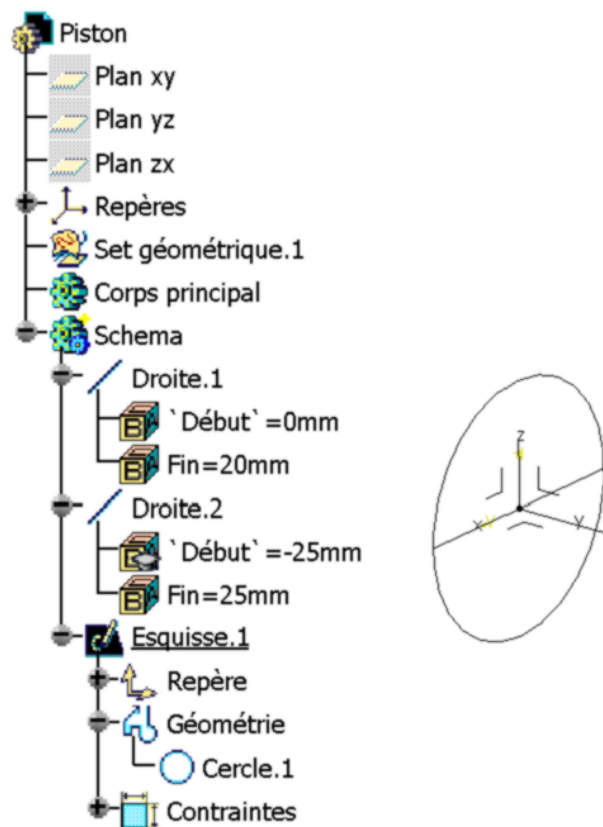 Piston
Plan xy
Plan yz
Plan zx
Repères
Set géométrique.1
Corps principal
Schema
Droite.1
`Début`=0mm
Fin=20mm
Droite.2
`Début`=-25mm
Fin=25mm
Esquisse.1
Repère
Géométrie
Cercle.1
Contraintes
z
x
y